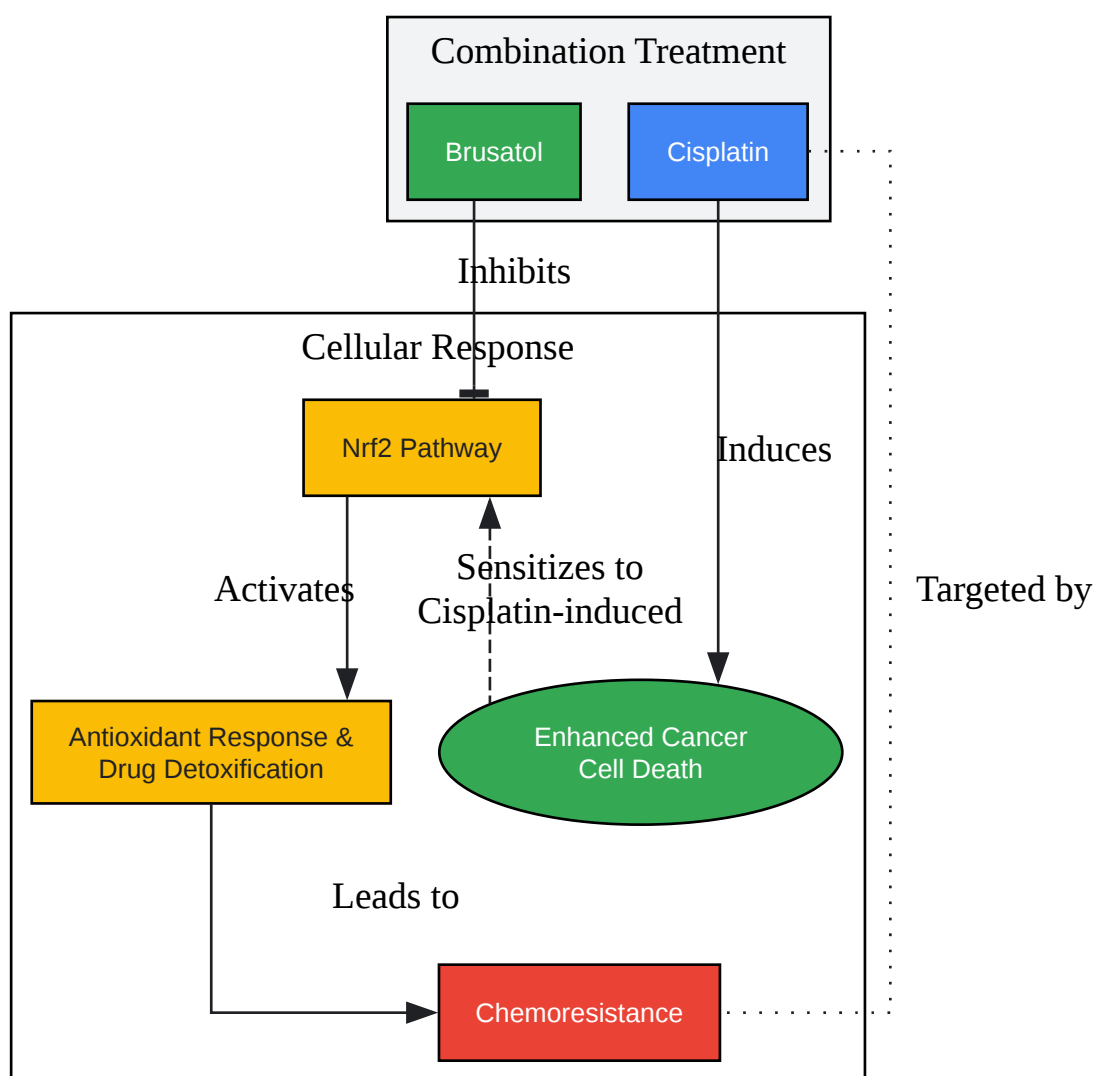 Combination Treatment
Brusatol
Cisplatin
Inhibits
Cellular Response
Nrf2 Pathway
Induces
Activates
Sensitizes to
Cisplatin-induced
Targeted by
Antioxidant Response &
Drug Detoxification
Enhanced Cancer
Cell Death
Leads to
Chemoresistance